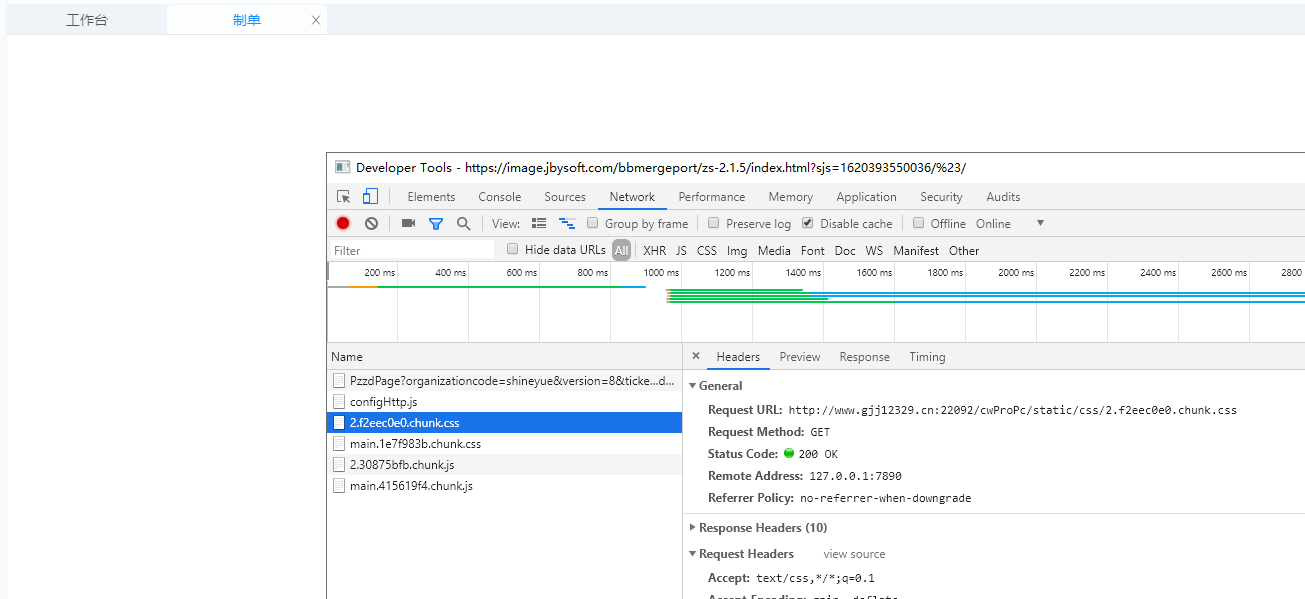 工作台 制单
Developer Tools - https://image.jbysoft.com/bbmergeport/zs-2.1.5/index.html?sjs=1620393550036/%23/
Elements Console Sources Network Performance Memory Application Security Audits
View: Group by frame Preserve log Disable cache Offline Online
Filter Hide data URLs All XHR JS CSS Img Media Font Doc WS Manifest Other
200 ms 400 ms 600 ms 800 ms 1000 ms 1200 ms 1400 ms 1600 ms 1800 ms 2000 ms 2200 ms 2400 ms 2600 ms 2800
Name
PzzdPage?organizationcode=shineyue&version=8&ticke...d...
configHttp.js
2.f2eec0e0.chunk.css
main.1e7f983b.chunk.css
2.30875bfb.chunk.js
main.415619f4.chunk.js
Headers Preview Response Timing
General
Request URL: http://www.gjj12329.cn:22092/cwProPc/static/css/2.f2eec0e0.chunk.css
Request Method: GET
Status Code: 200 OK
Remote Address: 127.0.0.1:7890
Referrer Policy: no-referrer-when-downgrade
Response Headers (10)
Request Headers view source
Accept: text/css,*/*;q=0.1